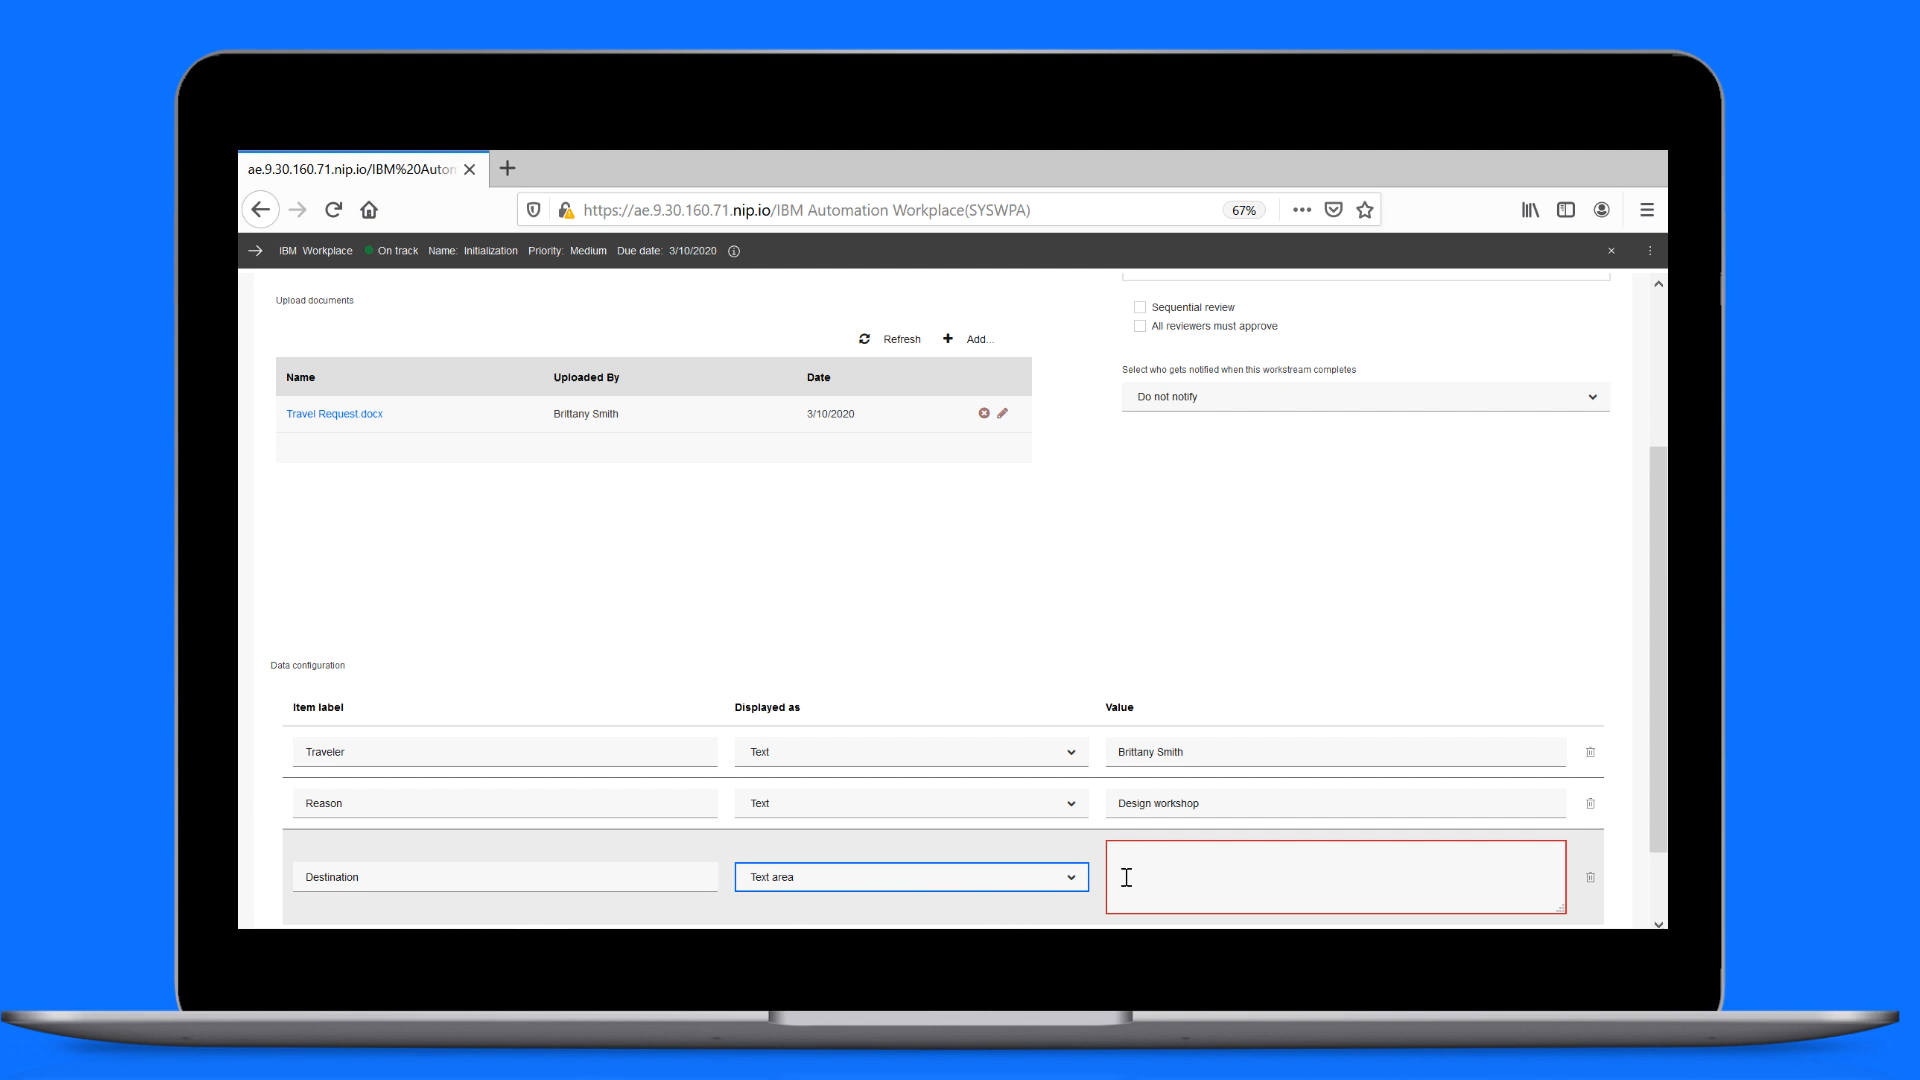 ae.9.30.160.71.nip.io/IBM%20Autom
https://ae.9.30.160.71.nip.io/IBM Automation Workplace(SYSWPA)
67%
IBM Workplace On track Name: Initialization Priority: Medium Due date: 3/10/2020
Upload documents
Refresh Add...
Name Uploaded By Date
Travel Request.docx Brittany Smith 3/10/2020
Sequential review
All reviewers must approve
Select who gets notified when this workstream completes
Do not notify
Data configuration
Item label Displayed as Value
Traveler Text Brittany Smith
Reason Text Design workshop
Destination Text area